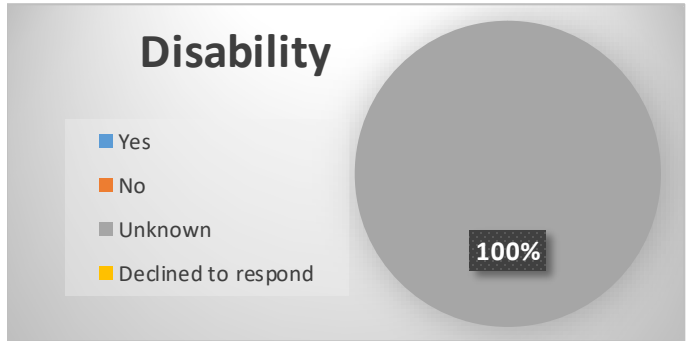 Disability
Yes
No
Unknown
Declined to respond
100%